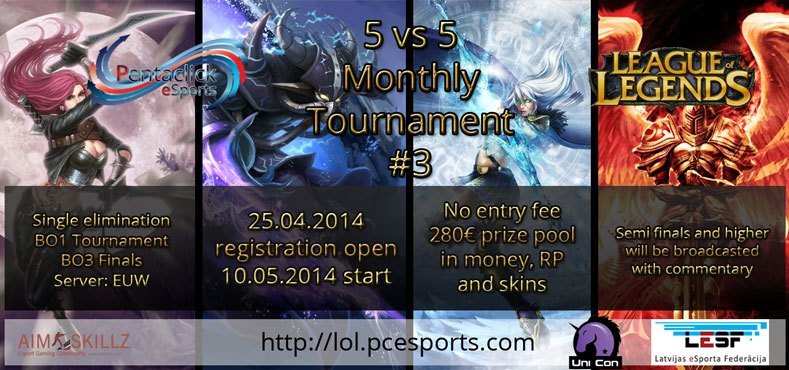 Pentaclick
eSports
5 vs 5
Monthly
Tournament
#3
LEAGUE OF
LEGENDS
Single elimination
BO1 Tournament
BO3 Finals
Server: EUW
25.04.2014
registration open
10.05.2014 start
No entry fee
280€ prize pool
in money, RP
and skins
Semi finals and higher
will be broadcasted
with commentary
AIM SKILLZ
Esport Gaming Community
http://lol.pcesports.com
Uni Con
LESF
Latvijas eSporta Federācija